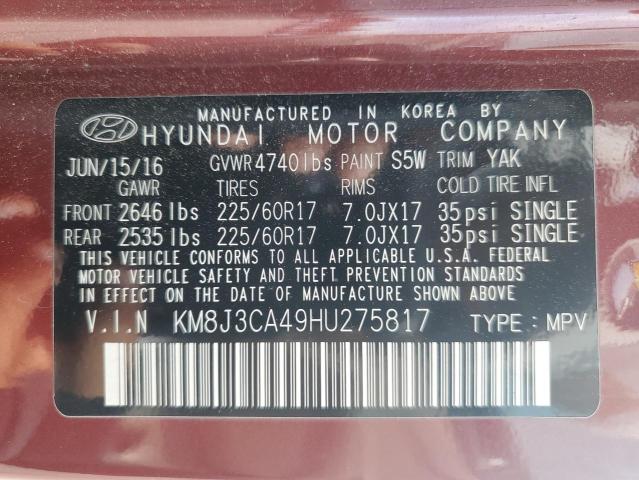 MANUFACTURED IN KOREA BY
HYUNDAI MOTOR COMPANY
JUN/15/16 GVWR 4740lbs PAINT S5W TRIM YAK
GAWR TIRES RIMS COLD TIRE INFL
FRONT 2646 lbs 225/60R17 7.0JX17 35psi SINGLE
REAR 2535 lbs 225/60R17 7.0JX17 35psi SINGLE
THIS VEHICLE CONFORMS TO ALL APPLICABLE U.S.A. FEDERAL
MOTOR VEHICLE SAFETY AND THEFT PREVENTION STANDARDS
IN EFFECT ON THE DATE OF MANUFACTURE SHOWN ABOVE
V.I.N KM8J3CA49HU275817 TYPE: MPV